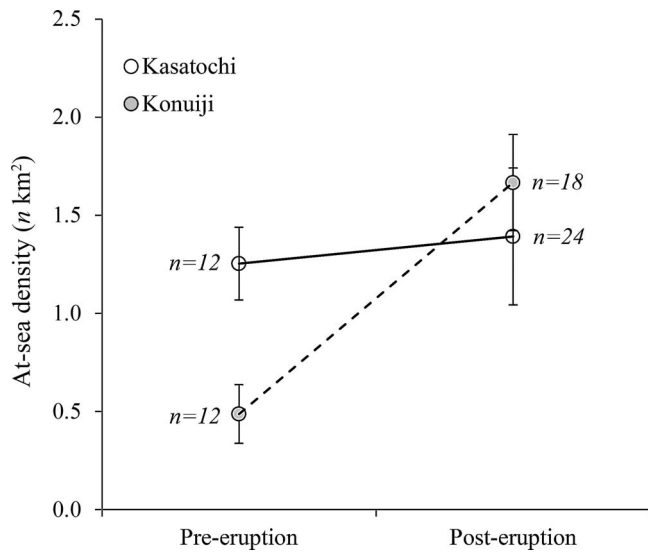 2.5
Kasatochi
Konuiji
2.0
n=18
1.5
n=24
n=12
1.0
0.5
n=12
0.0
At-sea density (n km²)
Pre-eruption Post-eruption